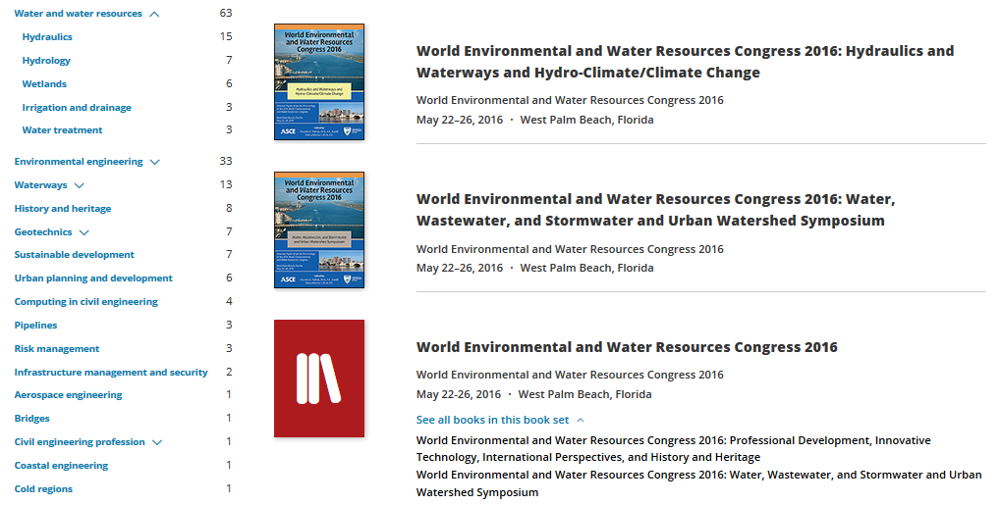 Water and water resources 63
Hydraulics 15
Hydrology 7
Wetlands 6
Irrigation and drainage 3
Water treatment 3
Environmental engineering 33
Waterways 13
History and heritage 8
Geotechnics 7
Sustainable development 7
Urban planning and development 6
Computing in civil engineering 4
Pipelines 3
Risk management 3
Infrastructure management and security 2
Aerospace engineering 1
Bridges 1
Civil engineering profession 1
Coastal engineering 1
Cold regions 1
World Environmental
and Water Resources
Congress 2016
Hydraulics and Waterways and
Hydro-Climate/Climate Change
ASCE
World Environmental and Water Resources Congress 2016: Hydraulics and
Waterways and Hydro-Climate/Climate Change
World Environmental and Water Resources Congress 2016
May 22–26, 2016 · West Palm Beach, Florida
World Environmental
and Water Resources
Congress 2016
Water, Wastewater, and Stormwater
and Urban Watershed Symposium
ASCE
World Environmental and Water Resources Congress 2016: Water,
Wastewater, and Stormwater and Urban Watershed Symposium
World Environmental and Water Resources Congress 2016
May 22–26, 2016 · West Palm Beach, Florida
World Environmental and Water Resources Congress 2016
World Environmental and Water Resources Congress 2016
May 22-26, 2016 · West Palm Beach, Florida
See all books in this book set
World Environmental and Water Resources Congress 2016: Professional Development, Innovative
Technology, International Perspectives, and History and Heritage
World Environmental and Water Resources Congress 2016: Water, Wastewater, and Stormwater and Urban
Watershed Symposium